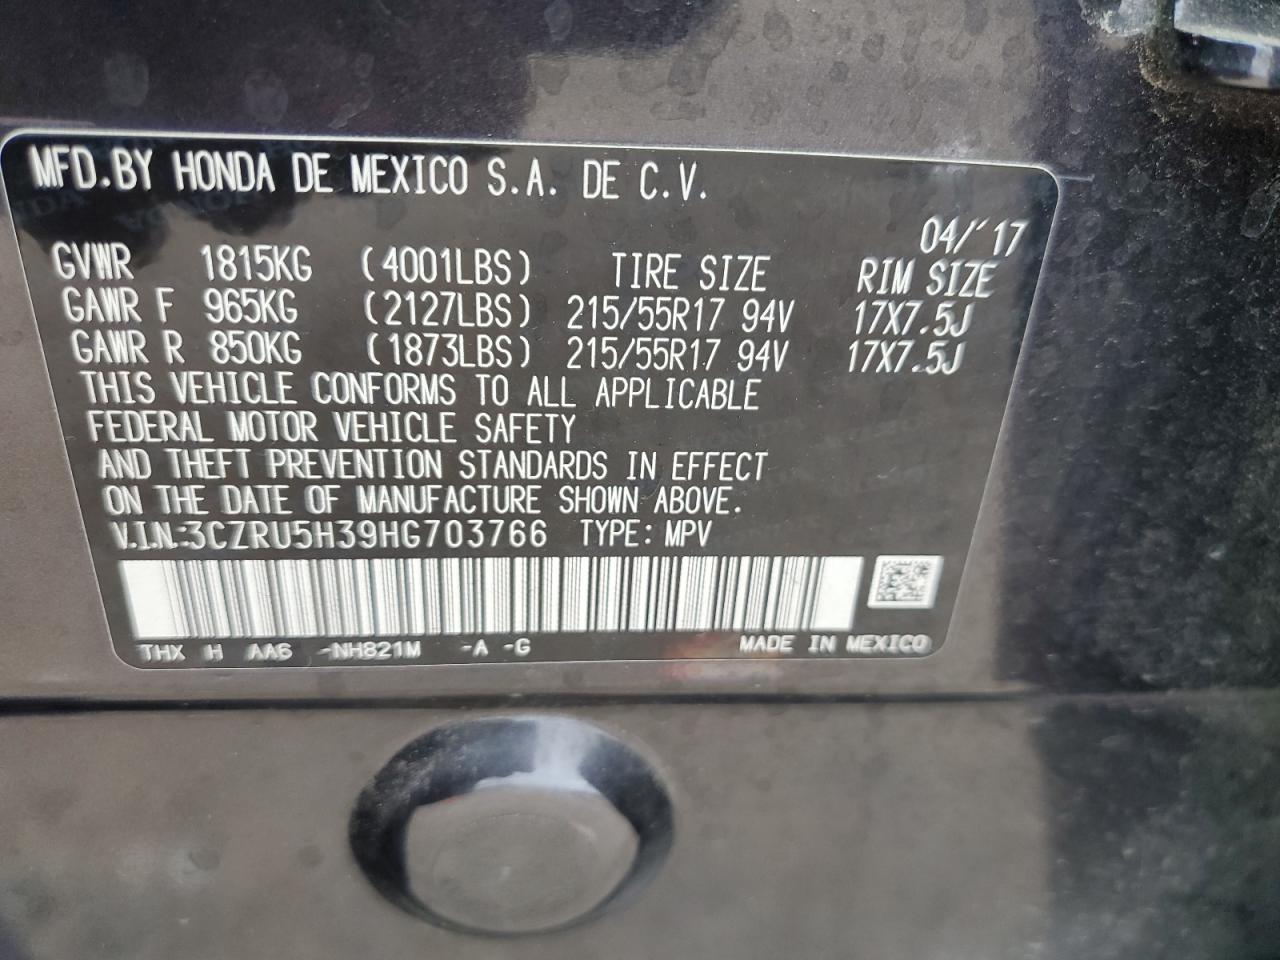 MFD.BY HONDA DE MEXICO S.A. DE C.V.
04/'17
GVWR 1815KG (4001LBS) TIRE SIZE RIM SIZE
GAWR F 965KG (2127LBS) 215/55R17 94V 17X7.5J
GAWR R 850KG (1873LBS) 215/55R17 94V 17X7.5J
THIS VEHICLE CONFORMS TO ALL APPLICABLE
FEDERAL MOTOR VEHICLE SAFETY
AND THEFT PREVENTION STANDARDS IN EFFECT
ON THE DATE OF MANUFACTURE SHOWN ABOVE.
V.I.N.:3CZRU5H39HG703766 TYPE: MPV
THX H AA6 -NH821M -A -G MADE IN MEXICO